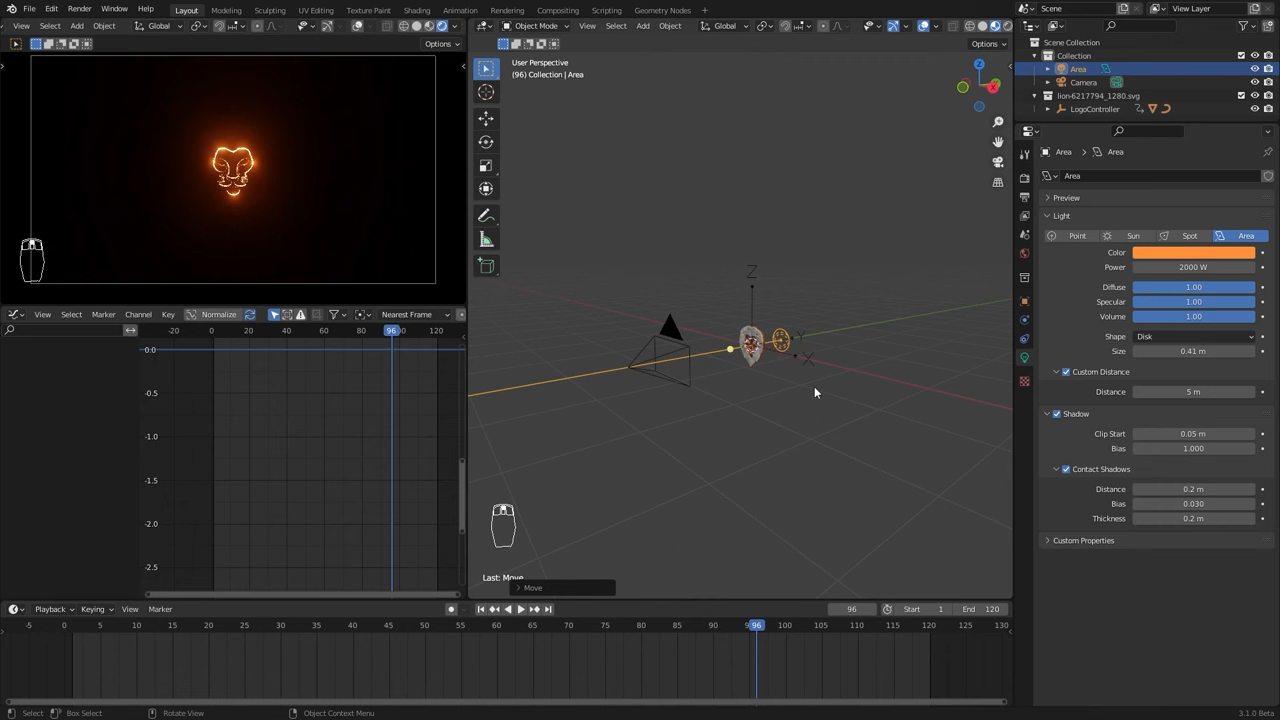 File Edit Render Window Help Layout Modeling Sculpting UV Editing Texture Paint Shading Animation Rendering Compositing Scripting Geometry Nodes + Scene View Layer
Global Object Mode View Select Add Object Global
Options Options
Scene Collection
Collection
Area
Camera
lion-6217794_1280.svg
LogoController
User Perspective
(96) Collection | Area
Z
Y
X
Area Area
Area
Preview
Light
Point Sun Spot Area
Color
Power 2000 W
Diffuse 1.00
Specular 1.00
Volume 1.00
Shape Disk
Size 0.41 m
Custom Distance
Distance 5 m
Shadow
Clip Start 0.05 m
Bias 1.000
Contact Shadows
Distance 0.2 m
Bias 0.030
Thickness 0.2 m
Custom Properties
View Select Marker Channel Key Normalize Nearest Frame
-20 0 20 40 60 80 96 100 120
0.0
-0.5
-1.0
-1.5
-2.0
-2.5
Last: Move
Move
Playback Keying View Marker 96 Start 1 End 120
-5 0 5 10 15 20 25 30 35 40 45 50 55 60 65 70 75 80 85 90 96 100 105 110 115 120 125 130
Select Box Select Rotate View Object Context Menu 3.1.0 Beta